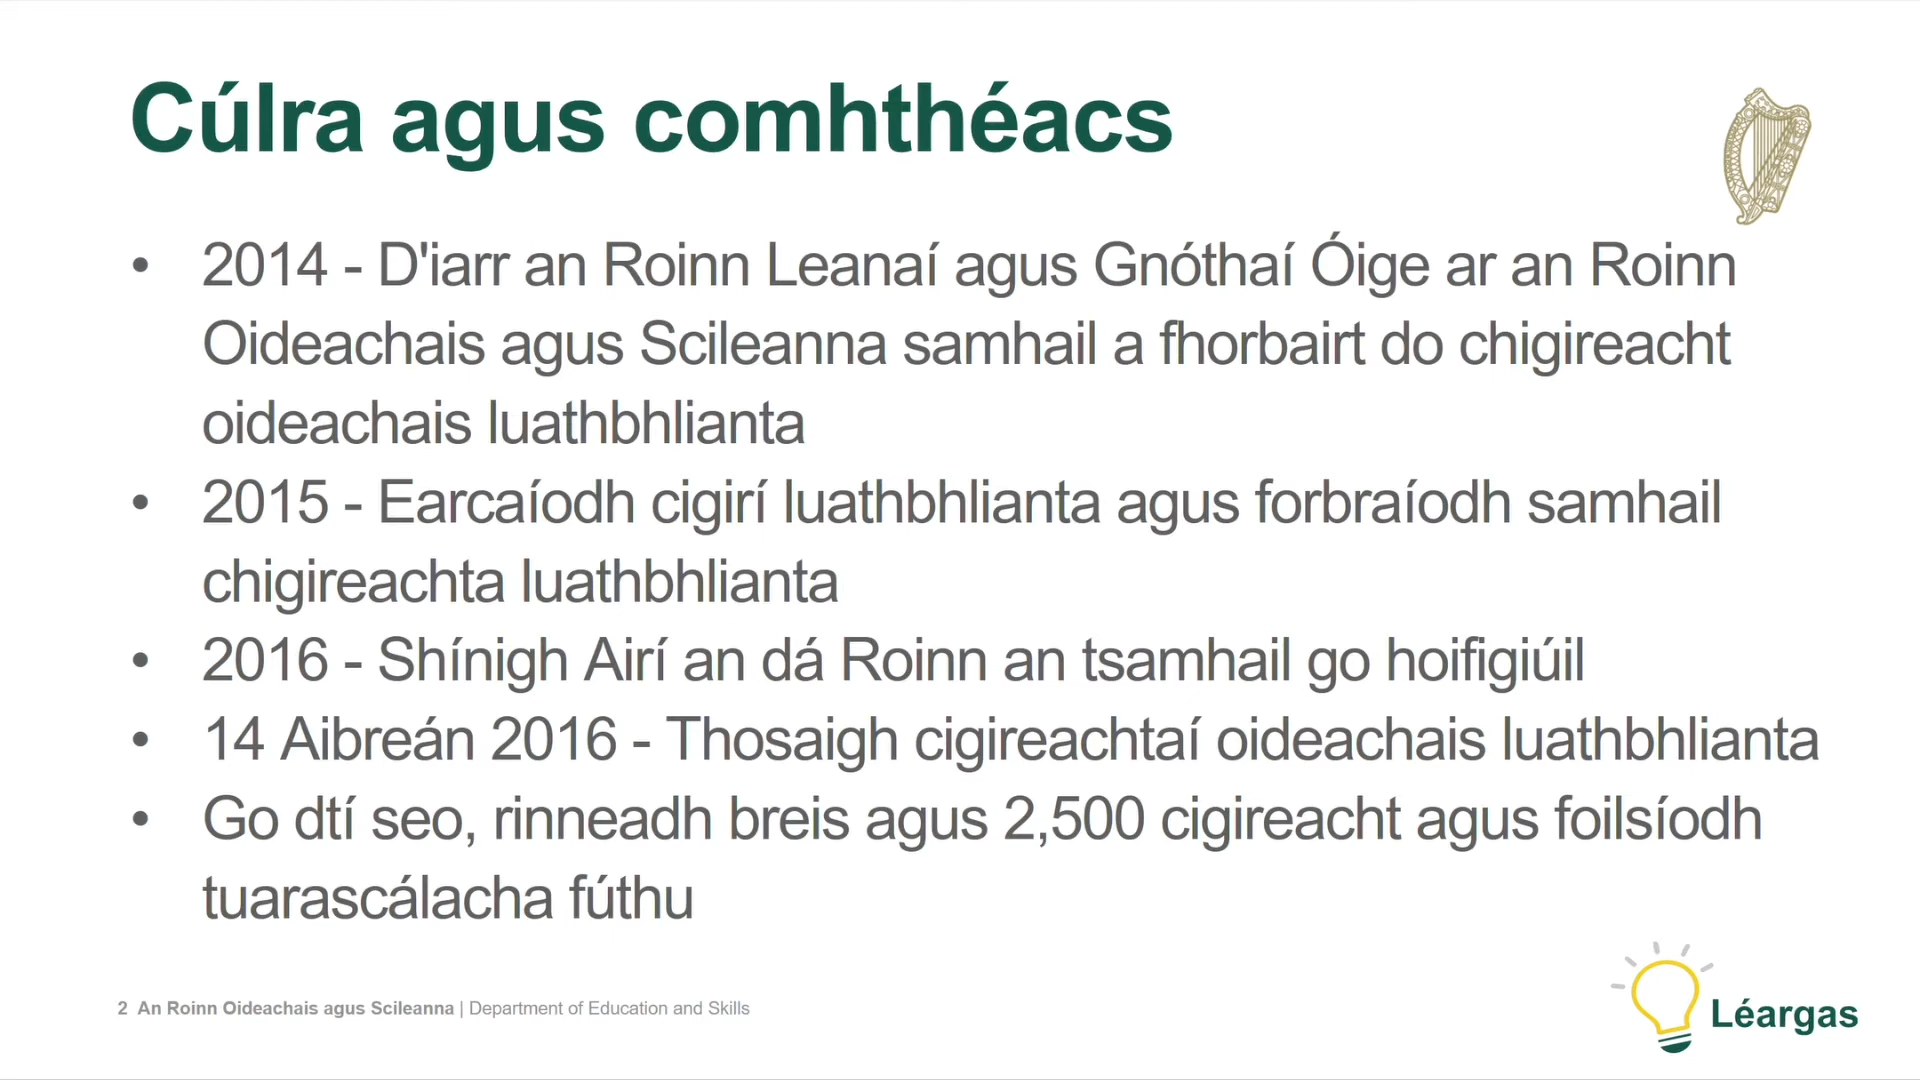 Cúlra agus comhthéacs
• 2014 - D'iarr an Roinn Leanaí agus Gnóthaí Óige ar an Roinn
Oideachais agus Scileanna samhail a fhorbairt do chigireacht
oideachais luathbhlianta
• 2015 - Earcaíodh cigirí luathbhlianta agus forbraíodh samhail
chigireachta luathbhlianta
• 2016 - Shínigh Airí an dá Roinn an tsamhail go hoifigiúil
• 14 Aibreán 2016 - Thosaigh cigireachtaí oideachais luathbhlianta
• Go dtí seo, rinneadh breis agus 2,500 cigireacht agus foilsíodh
tuarascálacha fúthu
2 An Roinn Oideachais agus Scileanna | Department of Education and Skills
Léargas